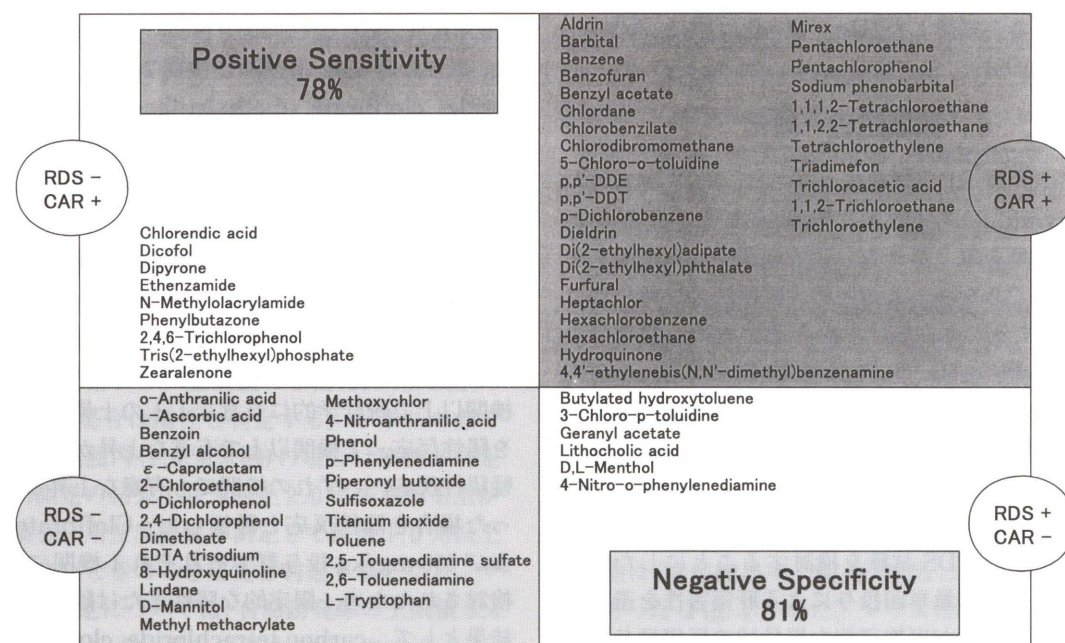 Positive Sensitivity
78%
RDS −
CAR +
Chlorendic acid
Dicofol
Dipyrone
Ethenzamide
N-Methylolacrylamide
Phenylbutazone
2,4,6-Trichlorophenol
Tris(2-ethylhexyl)phosphate
Zearalenone
Aldrin
Barbital
Benzene
Benzofuran
Benzyl acetate
Chlordane
Chlorobenzilate
Chlorodibromomethane
5-Chloro-o-toluidine
p,p'-DDE
p,p'-DDT
p-Dichlorobenzene
Dieldrin
Di(2-ethylhexyl)adipate
Di(2-ethylhexyl)phthalate
Furfural
Heptachlor
Hexachlorobenzene
Hexachloroethane
Hydroquinone
4,4'-ethylenebis(N,N'-dimethyl)benzenamine
Mirex
Pentachloroethane
Pentachlorophenol
Sodium phenobarbital
1,1,1,2-Tetrachloroethane
1,1,2,2-Tetrachloroethane
Tetrachloroethylene
Triadimefon
Trichloroacetic acid
1,1,2-Trichloroethane
Trichloroethylene
RDS +
CAR +
RDS −
CAR −
o-Anthranilic acid
L-Ascorbic acid
Benzoin
Benzyl alcohol
ε-Caprolactam
2-Chloroethanol
o-Dichlorophenol
2,4-Dichlorophenol
Dimethoate
EDTA trisodium
8-Hydroxyquinoline
Lindane
D-Mannitol
Methyl methacrylate
Methoxychlor
4-Nitroanthranilic acid
Phenol
p-Phenylenediamine
Piperonyl butoxide
Sulfisoxazole
Titanium dioxide
Toluene
2,5-Toluenediamine sulfate
2,6-Toluenediamine
L-Tryptophan
Butylated hydroxytoluene
3-Chloro-p-toluidine
Geranyl acetate
Lithocholic acid
D,L-Menthol
4-Nitro-o-phenylenediamine
RDS +
CAR −
Negative Specificity
81%